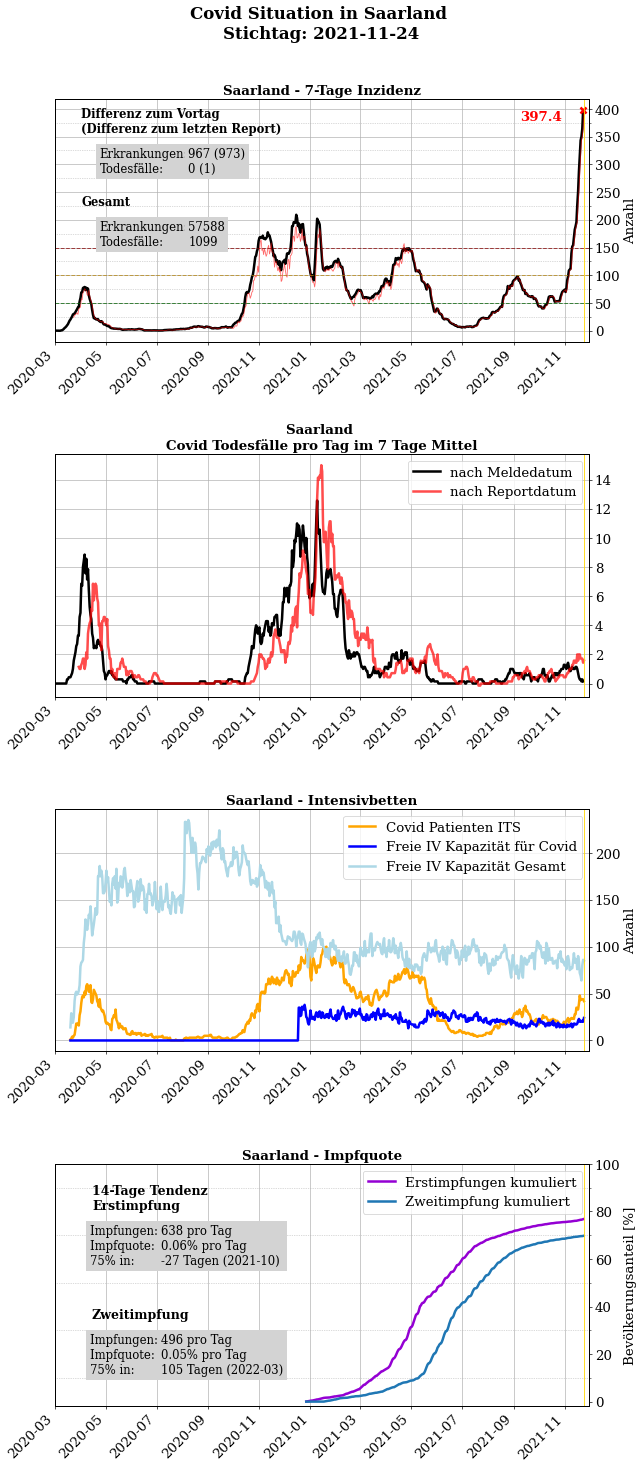 Covid Situation in Saarland
Stichtag: 2021-11-24
Saarland - 7-Tage Inzidenz
Differenz zum Vortag
(Differenz zum letzten Report)
Erkrankungen 967 (973)
Todesfälle: 0 (1)
Gesamt
Erkrankungen 57588
Todesfälle: 1099
397.4
400
350
300
250
200
150
100
50
0
Anzahl
2020-03
2020-05
2020-07
2020-09
2020-11
2021-01
2021-03
2021-05
2021-07
2021-09
2021-11
Saarland
Covid Todesfälle pro Tag im 7 Tage Mittel
nach Meldedatum
nach Reportdatum
14
12
10
8
6
4
2
0
2020-03
2020-05
2020-07
2020-09
2020-11
2021-01
2021-03
2021-05
2021-07
2021-09
2021-11
Saarland - Intensivbetten
Covid Patienten ITS
Freie IV Kapazität für Covid
Freie IV Kapazität Gesamt
200
150
100
50
0
Anzahl
2020-03
2020-05
2020-07
2020-09
2020-11
2021-01
2021-03
2021-05
2021-07
2021-09
2021-11
Saarland - Impfquote
14-Tage Tendenz
Erstimpfung
Impfungen: 638 pro Tag
Impfquote: 0.06% pro Tag
75% in: -27 Tagen (2021-10)
Zweitimpfung
Impfungen: 496 pro Tag
Impfquote: 0.05% pro Tag
75% in: 105 Tagen (2022-03)
Erstimpfungen kumuliert
Zweitimpfung kumuliert
100
80
60
40
20
0
Bevölkerungsanteil [%]
2020-03
2020-05
2020-07
2020-09
2020-11
2021-01
2021-03
2021-05
2021-07
2021-09
2021-11